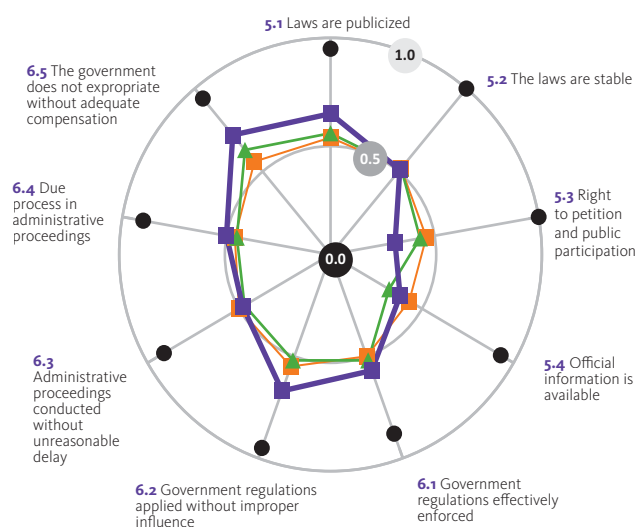 5.1 Laws are publicized
1.0
6.5 The government
does not expropriate
without adequate
compensation
5.2 The laws are stable
0.5
6.4 Due
process in
administrative
proceedings
5.3 Right
to petition
and public
participation
0.0
6.3
Administrative
proceedings
conducted
without
unreasonable
delay
5.4 Official
information is
available
6.2 Government regulations
applied without improper
influence
6.1 Government
regulations effectively
enforced